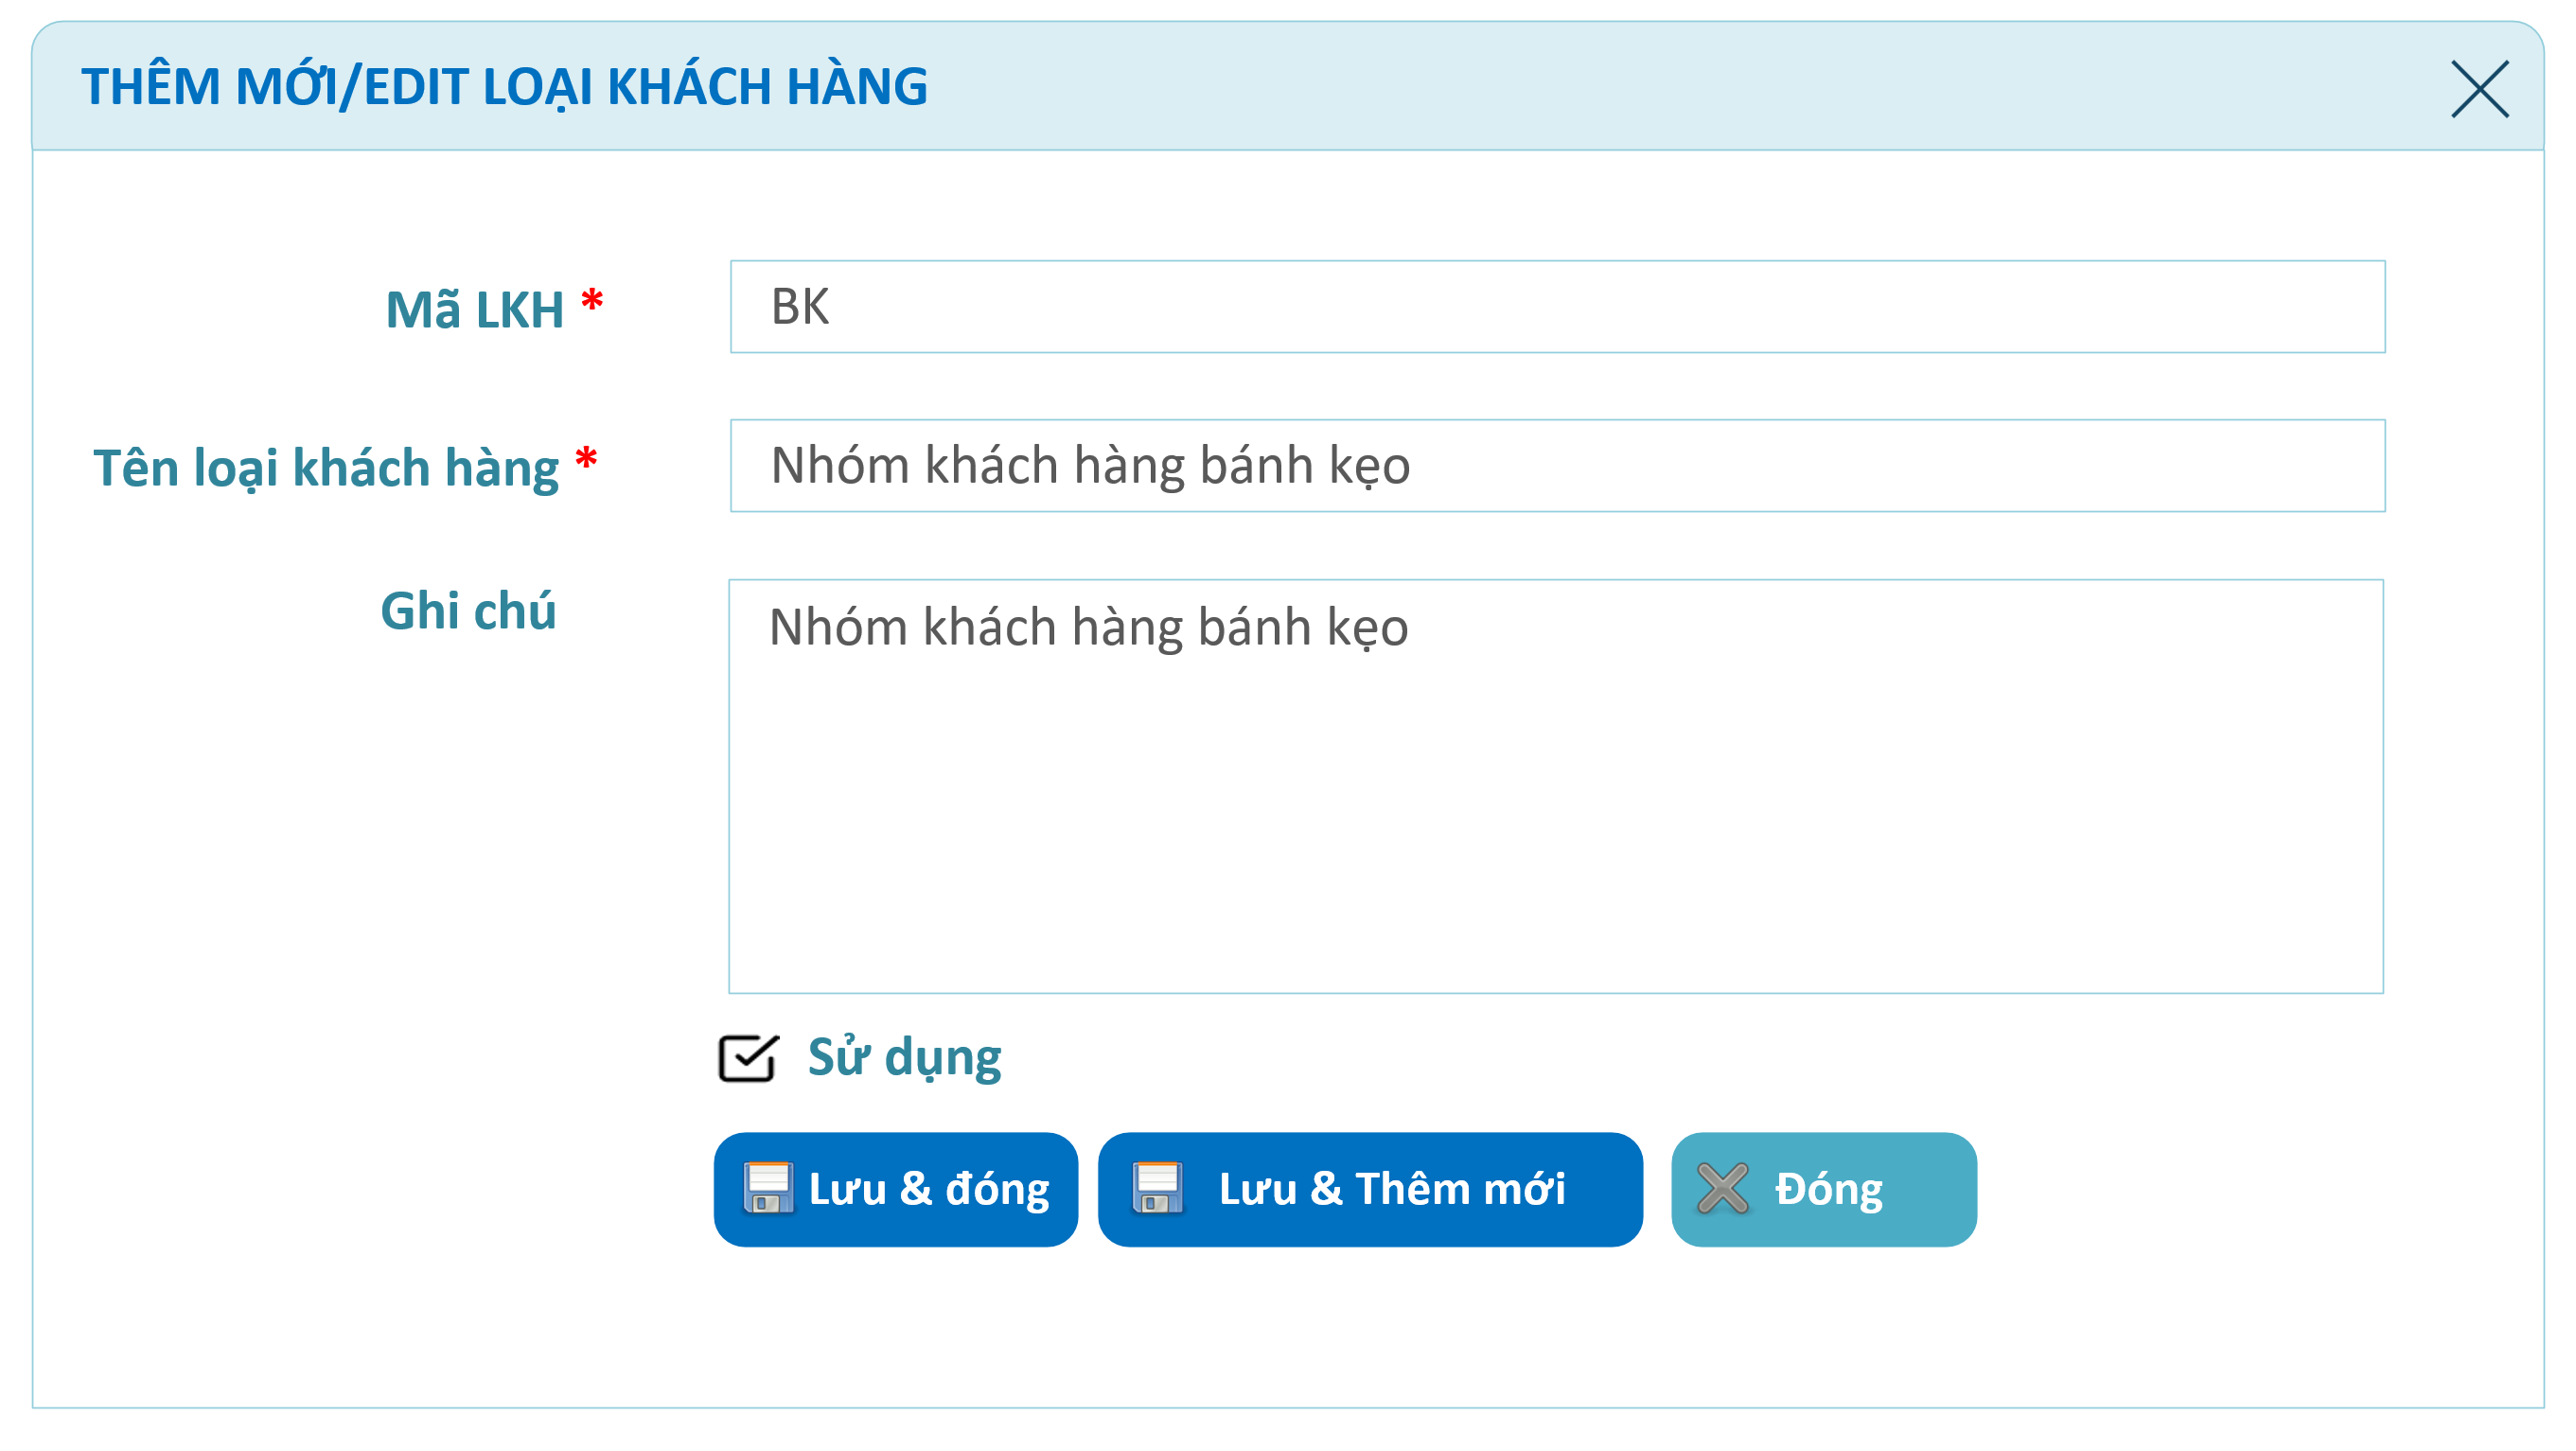 THÊM MỚI/EDIT LOẠI KHÁCH HÀNG
Mã LKH * BK
Tên loại khách hàng * Nhóm khách hàng bánh kẹo
Ghi chú Nhóm khách hàng bánh kẹo
Sử dụng
Lưu & đóng Lưu & Thêm mới Đóng